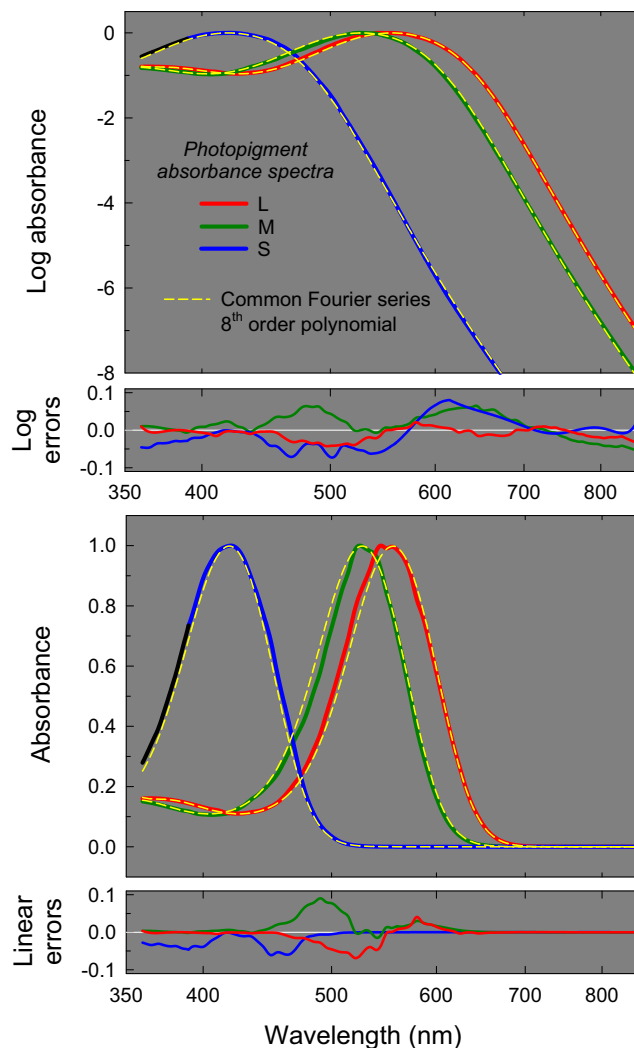 0
-2
-4
-6
-8
Log absorbance
Photopigment
absorbance spectra
L
M
S
Common Fourier series
8th order polynomial
0.1
0.0
-0.1
Log
errors
350 400 500 600 700 800
1.0
0.8
0.6
0.4
0.2
0.0
Absorbance
0.1
0.0
-0.1
Linear
errors
350 400 500 600 700 800
Wavelength (nm)